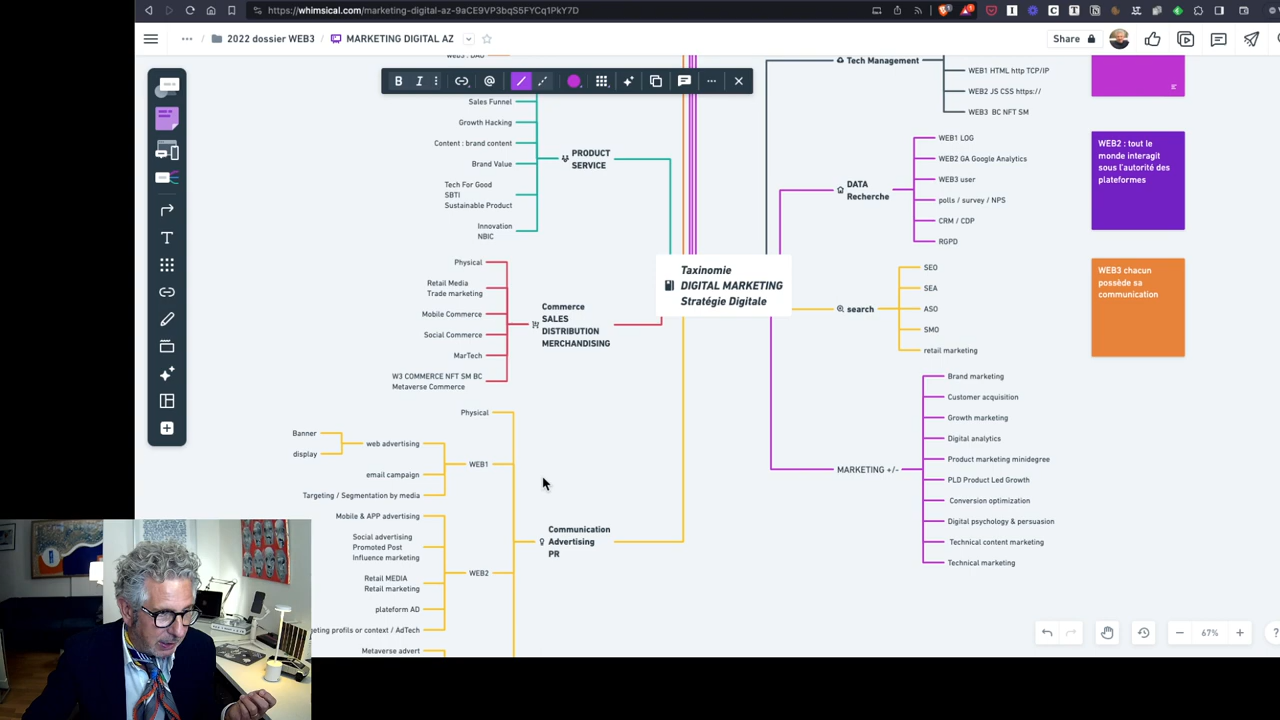 https://whimsical.com/marketing-digital-az-9aCE9VP3bqS5FYCq1PkY7D
2022 dossier WEB3 / MARKETING DIGITAL AZ
Share
B I
Sales Funnel
Growth Hacking
Content : brand content
Brand Value
Tech For Good
SBTI
Sustainable Product
Innovation
NBIC
PRODUCT
SERVICE
Physical
Retail Media
Trade marketing
Mobile Commerce
Social Commerce
MarTech
W3 COMMERCE NFT SM BC
Metaverse Commerce
Commerce
SALES
DISTRIBUTION
MERCHANDISING
Physical
Banner
display
web advertising
email campaign
Targeting / Segmentation by media
WEB1
Mobile & APP advertising
Social advertising
Promoted Post
Influence marketing
Retail MEDIA
Retail marketing
plateform AD
profils or context / AdTech
WEB2
Metaverse advert
Communication
Advertising
PR
Taxinomie
DIGITAL MARKETING
Stratégie Digitale
Tech Management
WEB1 HTML http TCP/IP
WEB2 JS CSS https://
WEB3 BC NFT SM
DATA
Recherche
WEB1 LOG
WEB2 GA Google Analytics
WEB3 user
polls / survey / NPS
CRM / CDP
RGPD
search
SEO
SEA
ASO
SMO
retail marketing
MARKETING +/-
Brand marketing
Customer acquisition
Growth marketing
Digital analytics
Product marketing minidegree
PLD Product Led Growth
Conversion optimization
Digital psychology & persuasion
Technical content marketing
Technical marketing
WEB2 : tout le
monde interagit
sous l'autorité des
plateformes
WEB3 chacun
possède sa
communication
67%